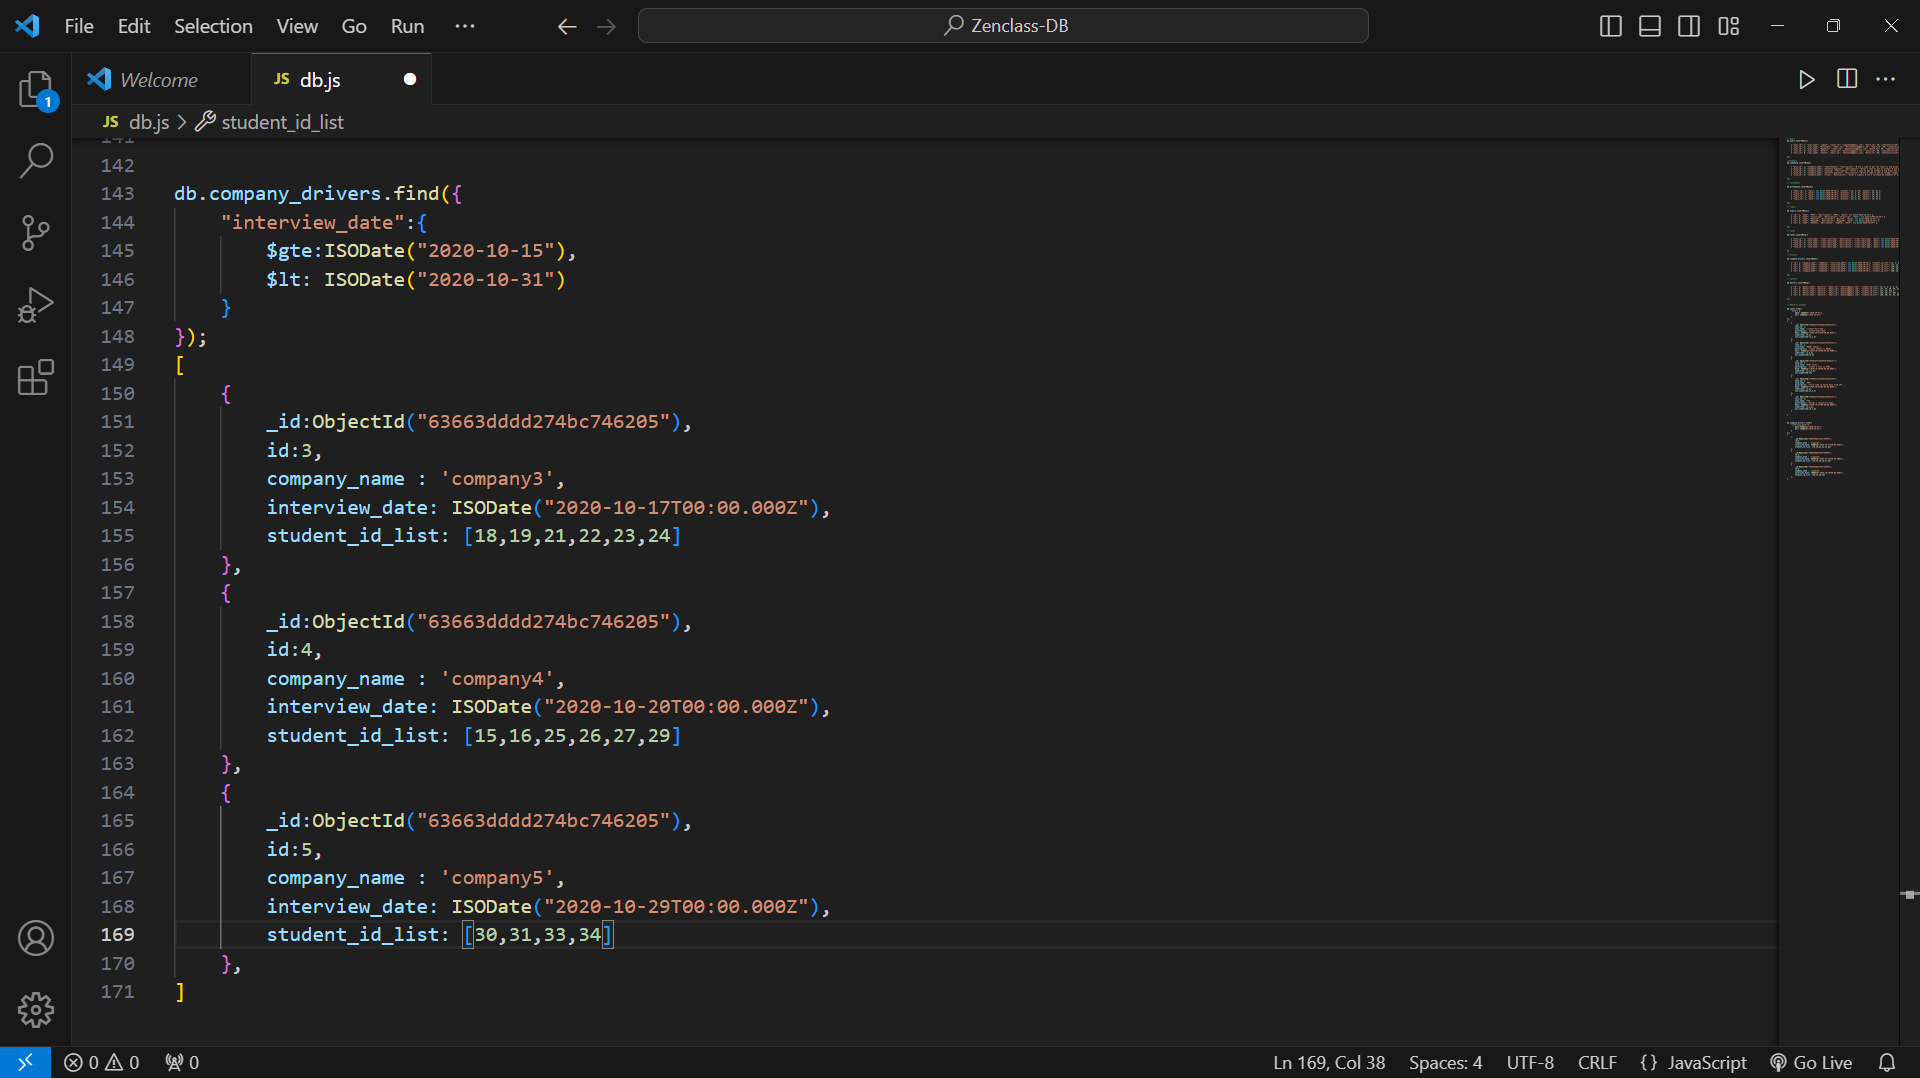 File Edit Selection View Go Run ···
Zenclass-DB
Welcome
JS db.js
JS db.js > student_id_list
1
141
142
143 db.company_drivers.find({
144 "interview_date":{
145 $gte:ISODate("2020-10-15"),
146 $lt: ISODate("2020-10-31")
147 }
148 });
149 [
150 {
151 _id:ObjectId("63663dddd274bc746205"),
152 id:3,
153 company_name : 'company3',
154 interview_date: ISODate("2020-10-17T00:00.000Z"),
155 student_id_list: [18,19,21,22,23,24]
156 },
157 {
158 _id:ObjectId("63663dddd274bc746205"),
159 id:4,
160 company_name : 'company4',
161 interview_date: ISODate("2020-10-20T00:00.000Z"),
162 student_id_list: [15,16,25,26,27,29]
163 },
164 {
165 _id:ObjectId("63663dddd274bc746205"),
166 id:5,
167 company_name : 'company5',
168 interview_date: ISODate("2020-10-29T00:00.000Z"),
169 student_id_list: [30,31,33,34]
170 },
171 ]
0 0 0 Ln 169, Col 38 Spaces: 4 UTF-8 CRLF {} JavaScript Go Live